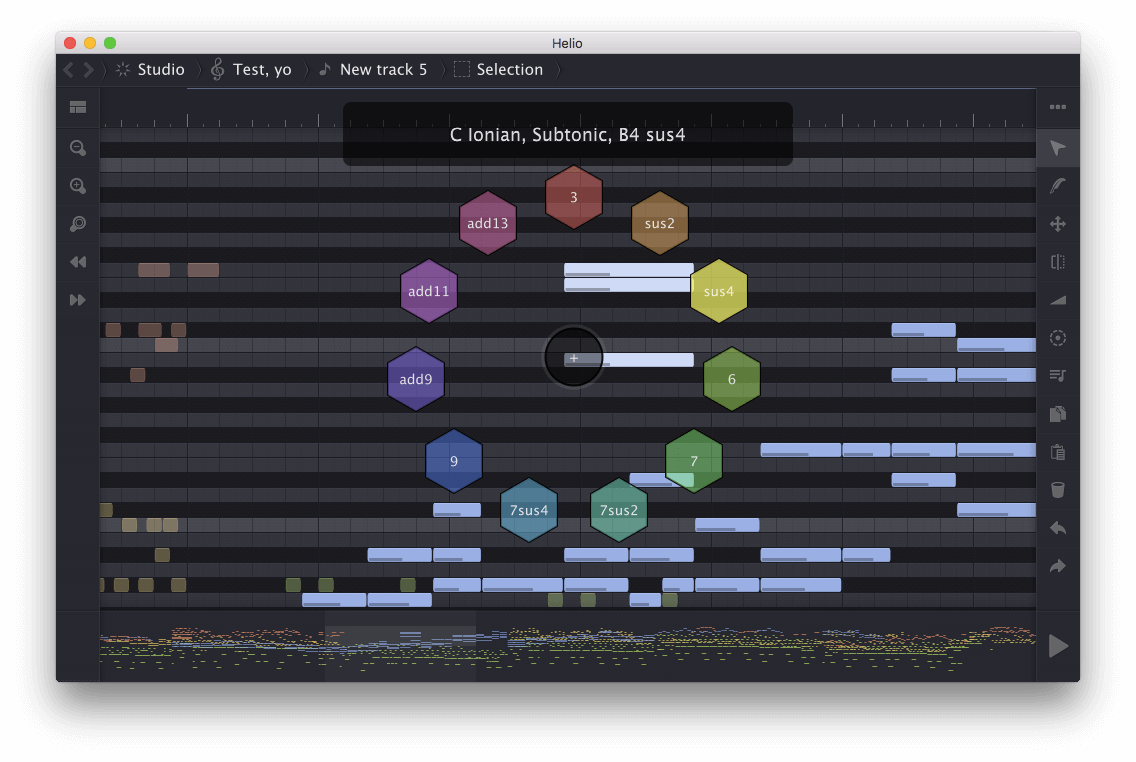 Helio
Studio
Test, yo
New track 5
Selection
C Ionian, Subtonic, B4 sus4
3
add13
sus2
add11
sus4
add9
6
9
7
7sus4
7sus2